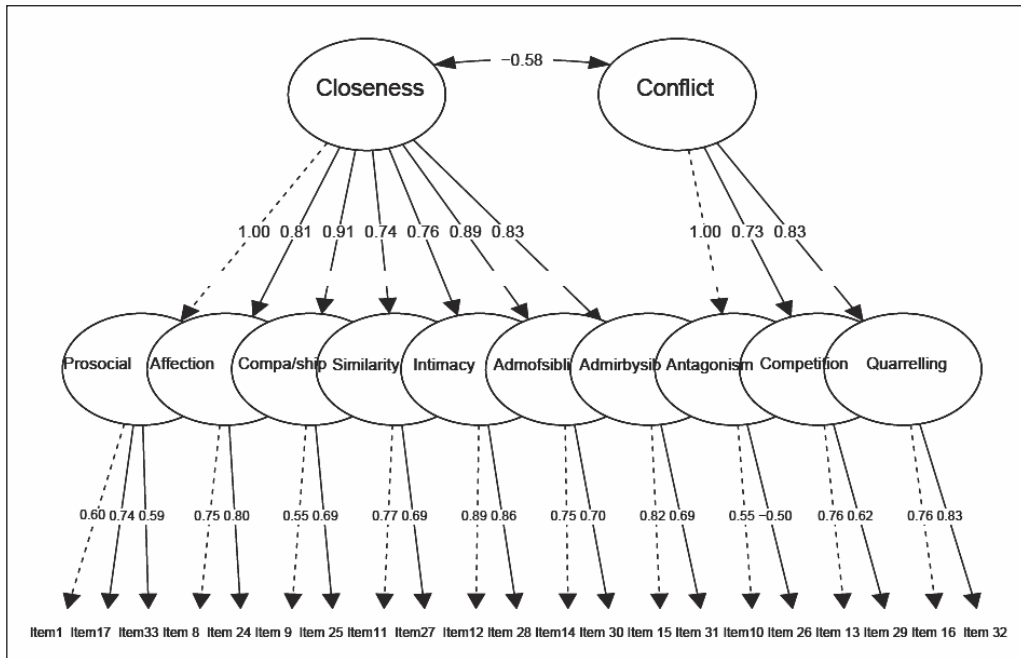 −0.58
Closeness Conflict
1.00 0.81 0.91 0.74 0.76 0.89 0.83 1.00 0.73 0.83
Prosocial Affection Compa/ship Similarity Intimacy Admofsibli Admirbysib Antagonism Competition Quarrelling
0.60 0.74 0.59 0.75 0.80 0.55 0.69 0.77 0.69 0.89 0.86 0.75 0.70 0.82 0.69 0.55 −0.50 0.76 0.62 0.76 0.83
Item1 Item17 Item33 Item 8 Item 24 Item 9 Item 25 Item11 Item27 Item12 Item 28 Item14 Item 30 Item 15 Item 31 Item10 Item 26 Item 13 Item 29 Item 16 Item 32